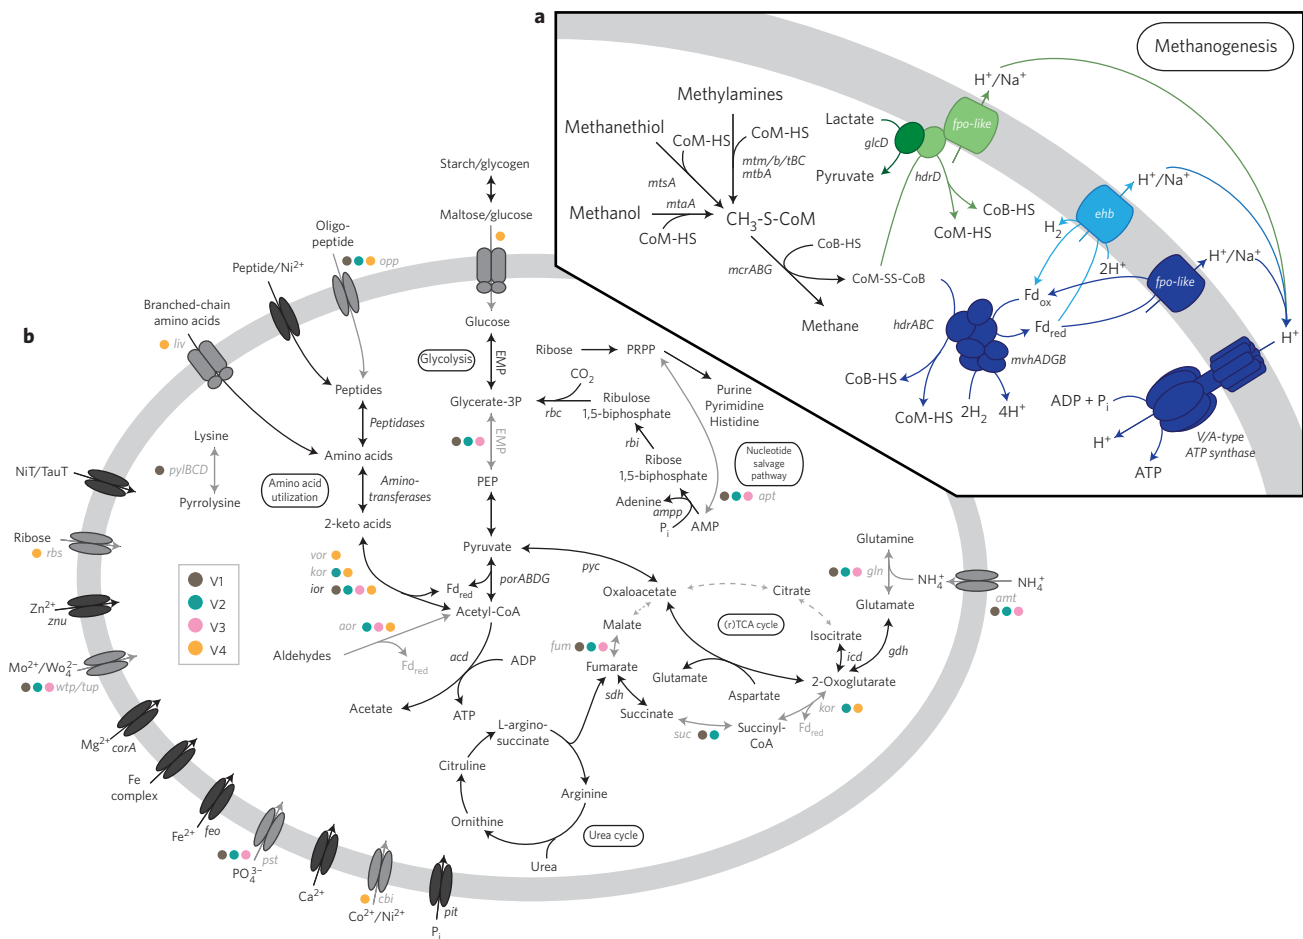 a
Methanogenesis
H⁺/Na⁺
Methylamines
Lactate
fpo-like
Methanethiol
CoM-HS
CoM-HS
glcD
mtm/b/tBC
mtbA
Pyruvate
hdrD
H⁺/Na⁺
mtsA
mtaA
Methanol
CH₃-S-CoM
CoB-HS
ehb
H₂
CoM-HS
CoM-HS
CoB-HS
2H⁺
H⁺/Na⁺
mcrABG
CoM-SS-CoB
fpo-like
Fdox
Methane
hdrABC
Fdred
H⁺
mvhADGB
CoB-HS
ADP + Pᵢ
CoM-HS
2H₂
4H⁺
H⁺
V/A-type
ATP synthase
ATP
b
Starch/glycogen
Maltose/glucose
Oligo-
peptide
opp
Peptide/Ni²⁺
Branched-chain
amino acids
liv
Glucose
Glycolysis
EMP
Ribose
PRPP
CO₂
Purine
Pyrimidine
Histidine
Peptides
Glycerate-3P
rbc
Ribulose
1,5-biphosphate
Peptidases
EMP
rbi
Lysine
Amino acids
Ribose
1,5-biphosphate
Nucleotide
salvage
pathway
pylBCD
NiT/TauT
Amino acid
utilization
Amino-
transferases
PEP
Pyrrolysine
Adenine
ampp
apt
Pᵢ
AMP
2-keto acids
Ribose
rbs
Pyruvate
Glutamine
vor
kor
ior
porABDG
pyc
gln
NH₄⁺
NH₄⁺
amt
V1
V2
V3
V4
Fdred
Oxaloacetate
Citrate
Glutamate
Zn²⁺
znu
Acetyl-CoA
Malate
(r)TCA cycle
Isocitrate
aor
fum
icd
gdh
Aldehydes
Fdred
acd
ADP
Fumarate
Mo²⁺/Wo₄²⁻
wtp/tup
Glutamate
2-Oxoglutarate
sdh
Aspartate
Acetate
ATP
Succinate
kor
L-argino-
succinate
suc
Succinyl-
CoA
Fdred
Mg²⁺
corA
Citruline
Fe
complex
Arginine
Ornithine
Fe²⁺
feo
Urea cycle
pst
PO₄³⁻
Urea
Ca²⁺
cbi
Co²⁺/Ni²⁺
pit
Pᵢ